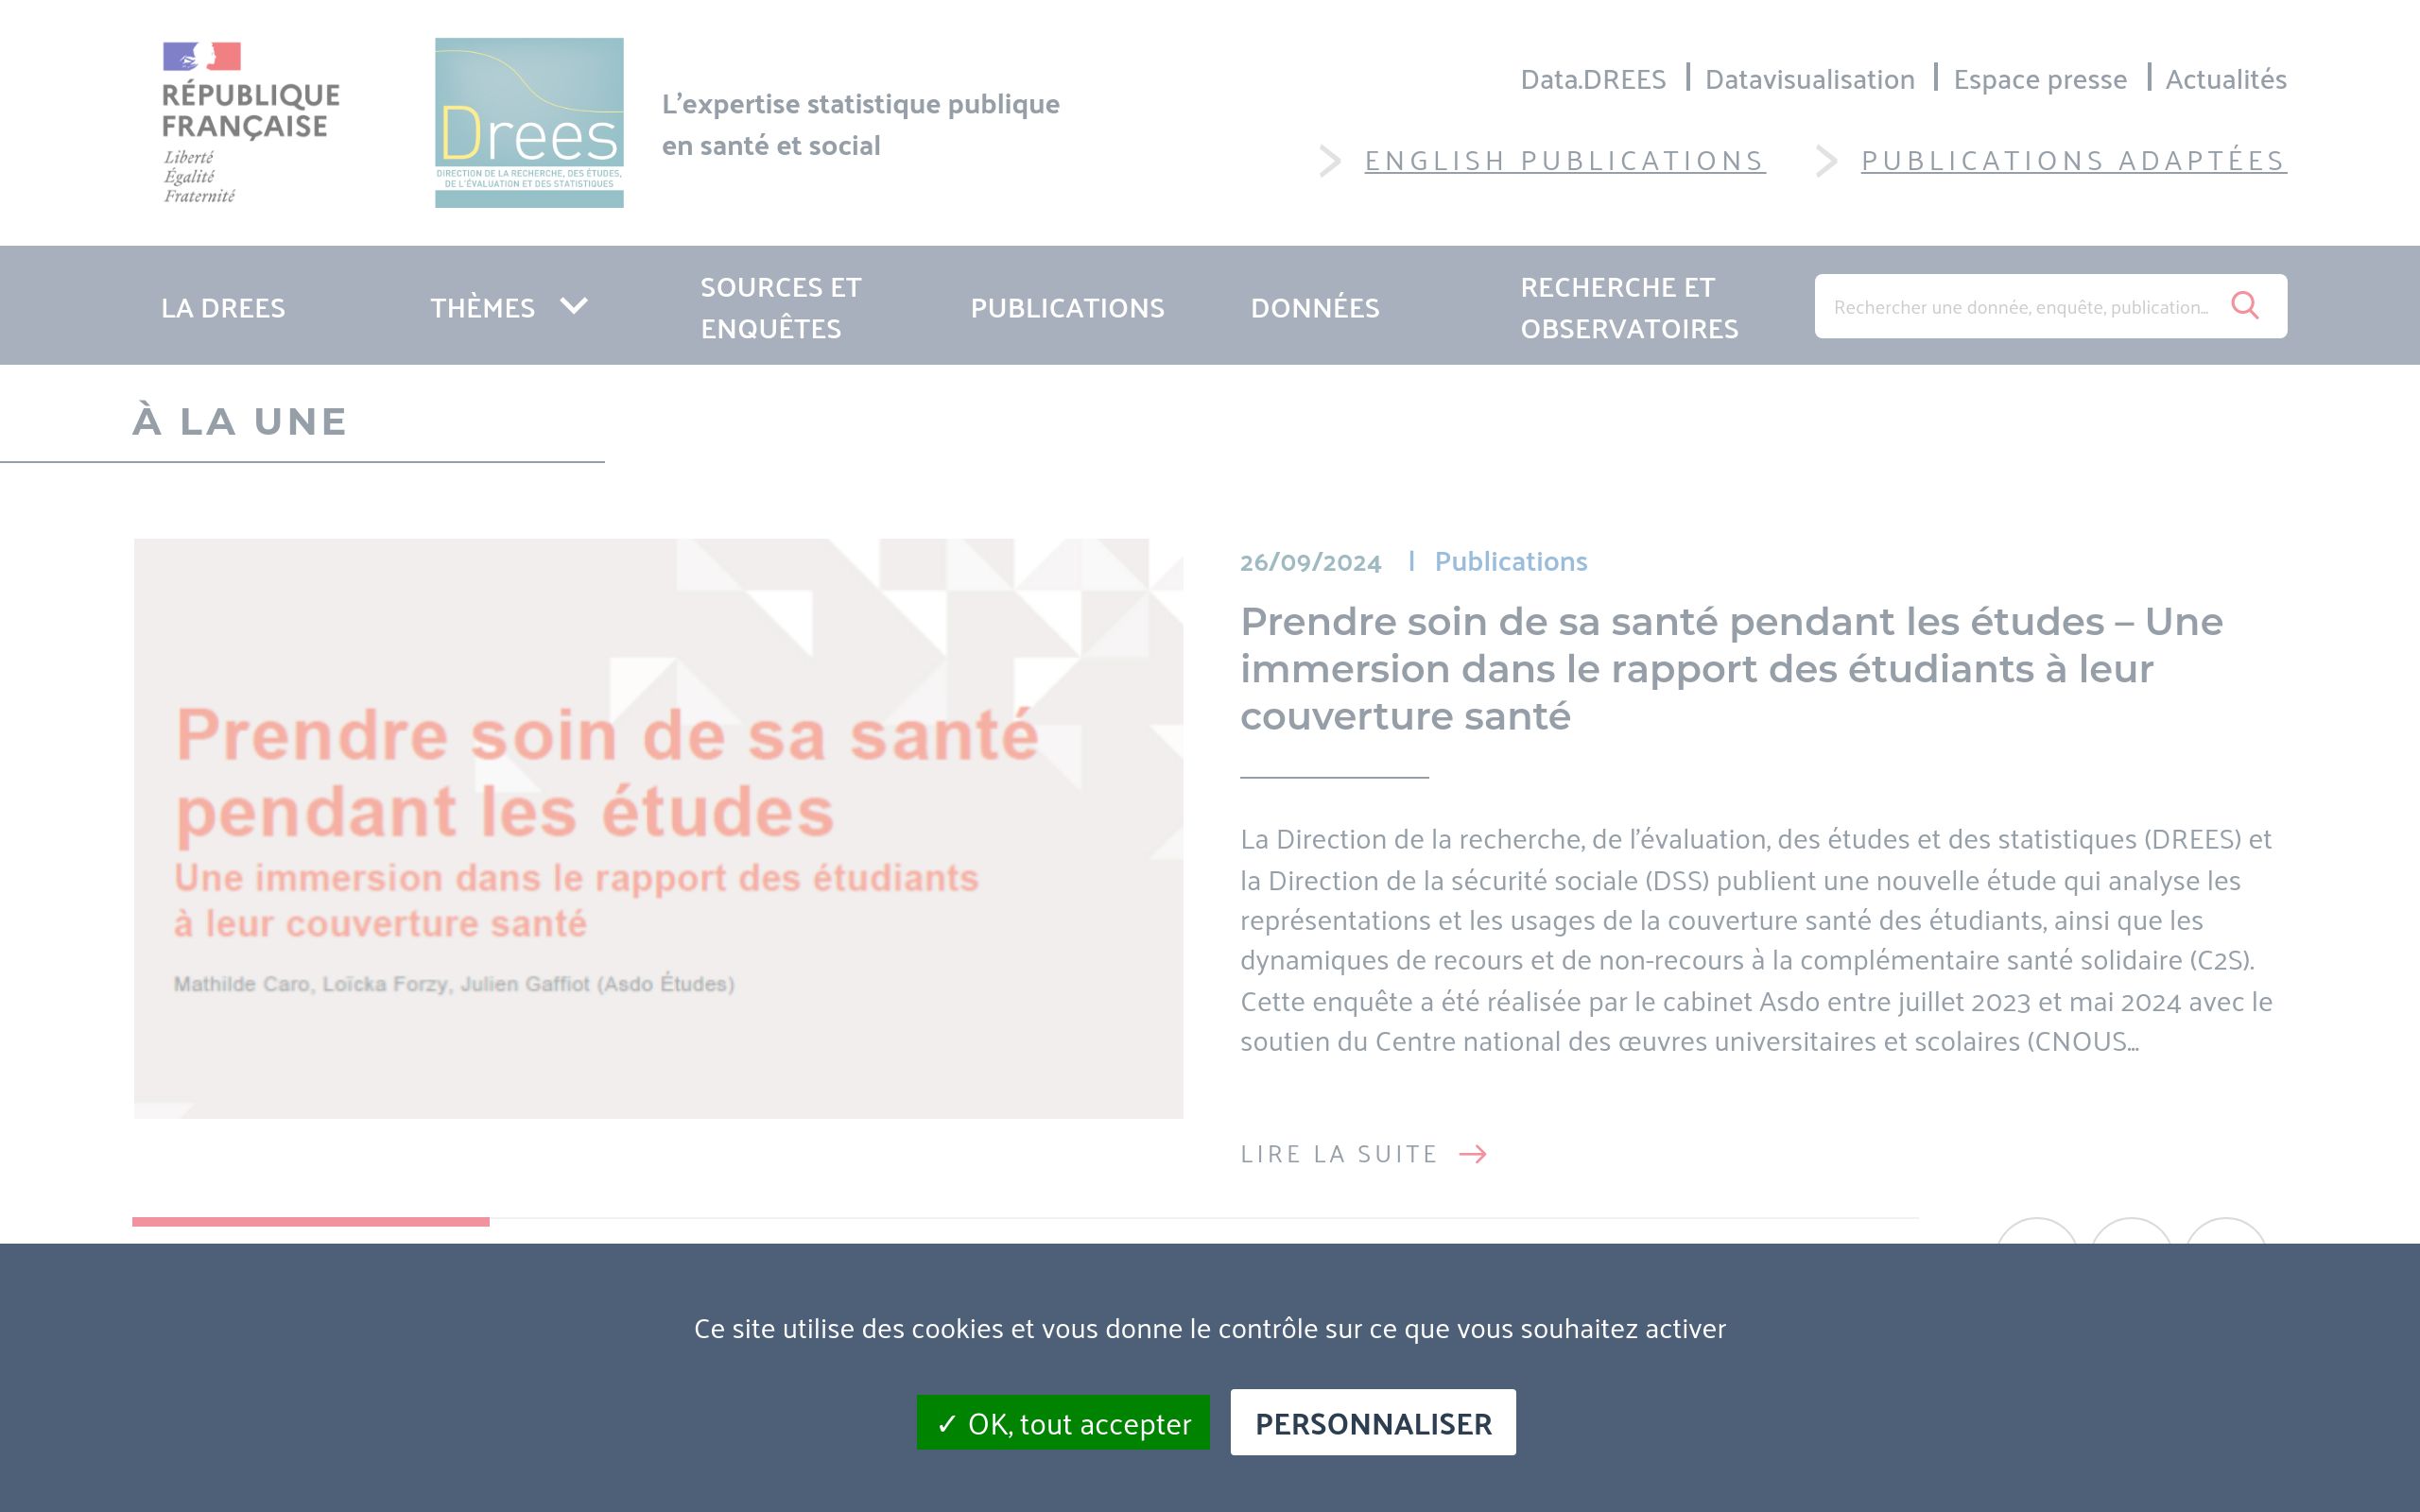 RÉPUBLIQUE
FRANÇAISE
Liberté
Égalité
Fraternité
Drees
DIRECTION DE LA RECHERCHE, DES ÉTUDES,
DE L'ÉVALUATION ET DES STATISTIQUES
L'expertise statistique publique
en santé et social
Data.DREES
Datavisualisation
Espace presse
Actualités
ENGLISH PUBLICATIONS
PUBLICATIONS ADAPTÉES
LA DREES
THÈMES
SOURCES ET
ENQUÊTES
PUBLICATIONS
DONNÉES
RECHERCHE ET
OBSERVATOIRES
Rechercher une donnée, enquête, publication...
À LA UNE
Prendre soin de sa santé
pendant les études
Une immersion dans le rapport des étudiants
à leur couverture santé
Mathilde Caro, Loïcka Forzy, Julien Gaffiot (Asdo Études)
26/09/2024 | Publications
Prendre soin de sa santé pendant les études – Une
immersion dans le rapport des étudiants à leur
couverture santé
La Direction de la recherche, de l'évaluation, des études et des statistiques (DREES) et
la Direction de la sécurité sociale (DSS) publient une nouvelle étude qui analyse les
représentations et les usages de la couverture santé des étudiants, ainsi que les
dynamiques de recours et de non-recours à la complémentaire santé solidaire (C2S).
Cette enquête a été réalisée par le cabinet Asdo entre juillet 2023 et mai 2024 avec le
soutien du Centre national des œuvres universitaires et scolaires (CNOUS...
LIRE LA SUITE
Ce site utilise des cookies et vous donne le contrôle sur ce que vous souhaitez activer
✓ OK, tout accepter
PERSONNALISER